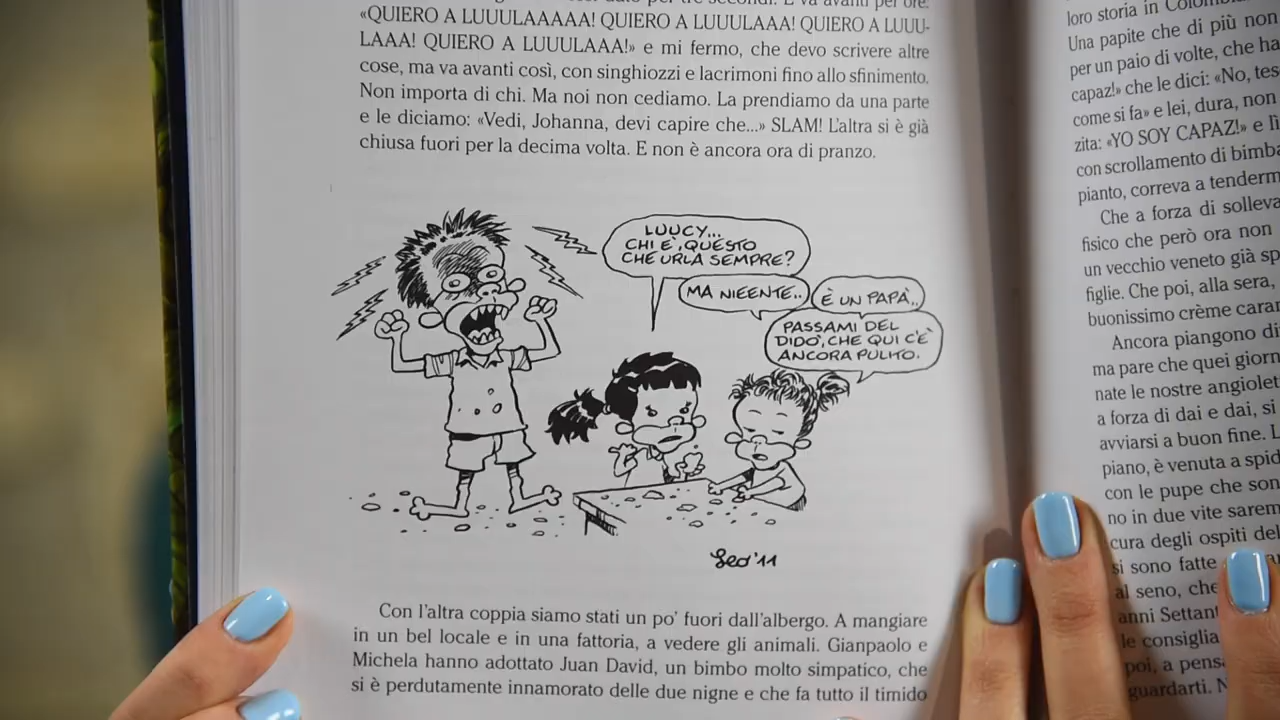 dato per tre secondi. E va avanti per ore:
«QUIERO A LUUULAAAAA! QUIERO A LUUULAAA! QUIERO A LUUU-
LAAA! QUIERO A LUUULAAA!» e mi fermo, che devo scrivere altre
cose, ma va avanti così, con singhiozzi e lacrimoni fino allo sfinimento.
Non importa di chi. Ma noi non cediamo. La prendiamo da una parte
e le diciamo: «Vedi, Johanna, devi capire che...» SLAM! L'altra si è già
chiusa fuori per la decima volta. E non è ancora ora di pranzo.
LUUCY...
CHI È, QUESTO
CHE URLA SEMPRE?
MA NIEENTE..
È UN PAPÀ..
PASSAMI DEL
DIDÒ, CHE QUI C'È
ANCORA PULITO.
Leo '11
Con l'altra coppia siamo stati un po' fuori dall'albergo. A mangiare
in un bel locale e in una fattoria, a vedere gli animali. Gianpaolo e
Michela hanno adottato Juan David, un bimbo molto simpatico, che
si è perdutamente innamorato delle due nigne e che fa tutto il timido
loro storia in
Una papite che di più non
per un paio di volte, che ha
capaz!» che le dici: «No, tes
come si fa» e lei, dura, non
zita: «YO SOY CAPAZ!» e lì
con scrollamento di bimba
pianto, correva a tenderm
Che a forza di solleva
fisico che però ora non
un vecchio veneto già sp
figlie. Che poi, alla sera,
buonissimo crème caran
Ancora piangono di
ma pare che quei giorn
nate le nostre angiolet
a forza di dai e dai, si
avviarsi a buon fine. L
piano, è venuta a spid
con le pupe che son
no in due vite sarem
cura degli ospiti del
si sono fatte
al seno, che
anni Settant
le consiglia
poi, a pens
guardarti. N